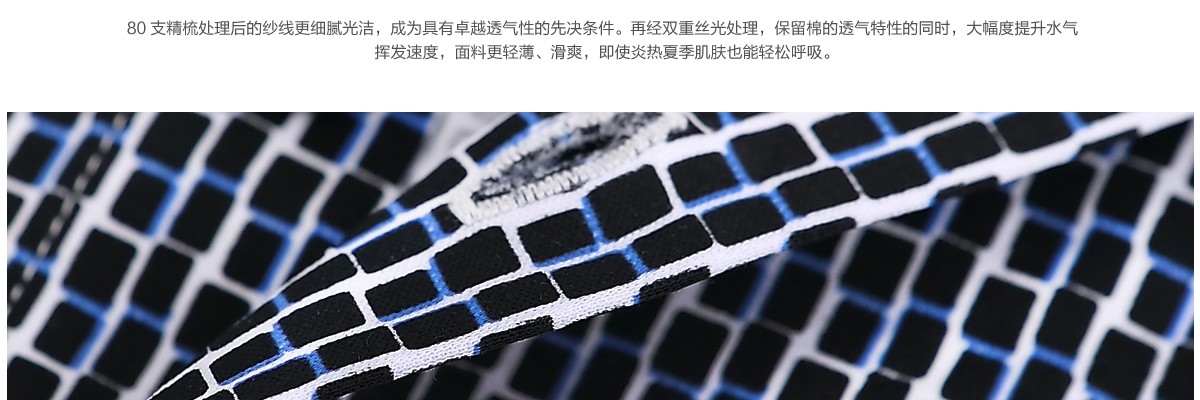 80 支精梳处理后的纱线更细腻光洁，成为具有卓越透气性的先决条件。再经双重丝光处理，保留棉的透气特性的同时，大幅度提升水气
挥发速度，面料更轻薄、滑爽，即使炎热夏季肌肤也能轻松呼吸。